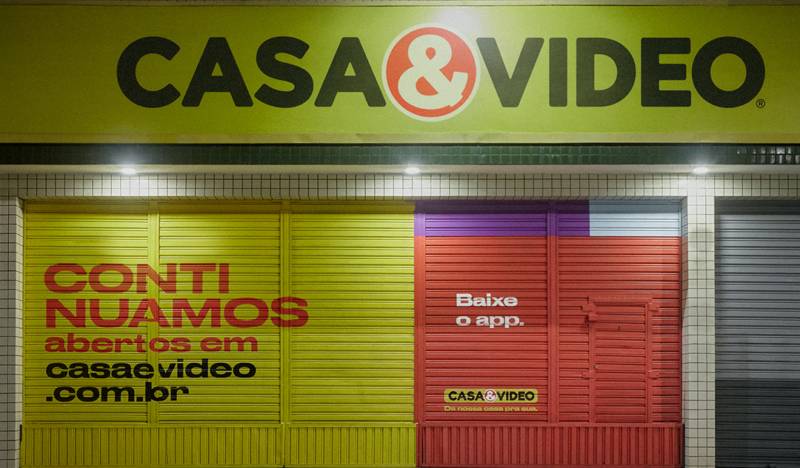 CASA&VIDEO®
CONTI
NUAMOS
abertos em
casaevideo
.com.br
Baixe
o app.
CASA&VIDEO
Da nossa casa pra sua.